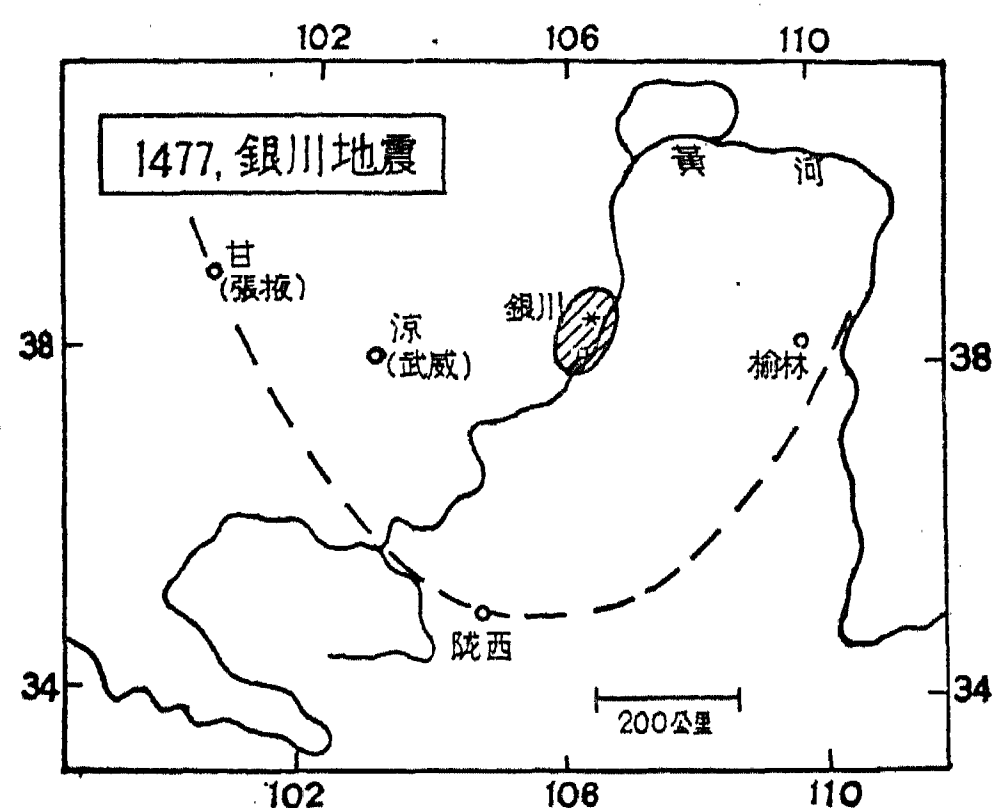 102 106 110
1477, 銀川地震
黃 河
甘
(張掖)
銀川
涼
(武威)
38 38
榆林
陇西
34 34
200公里
102 106 110